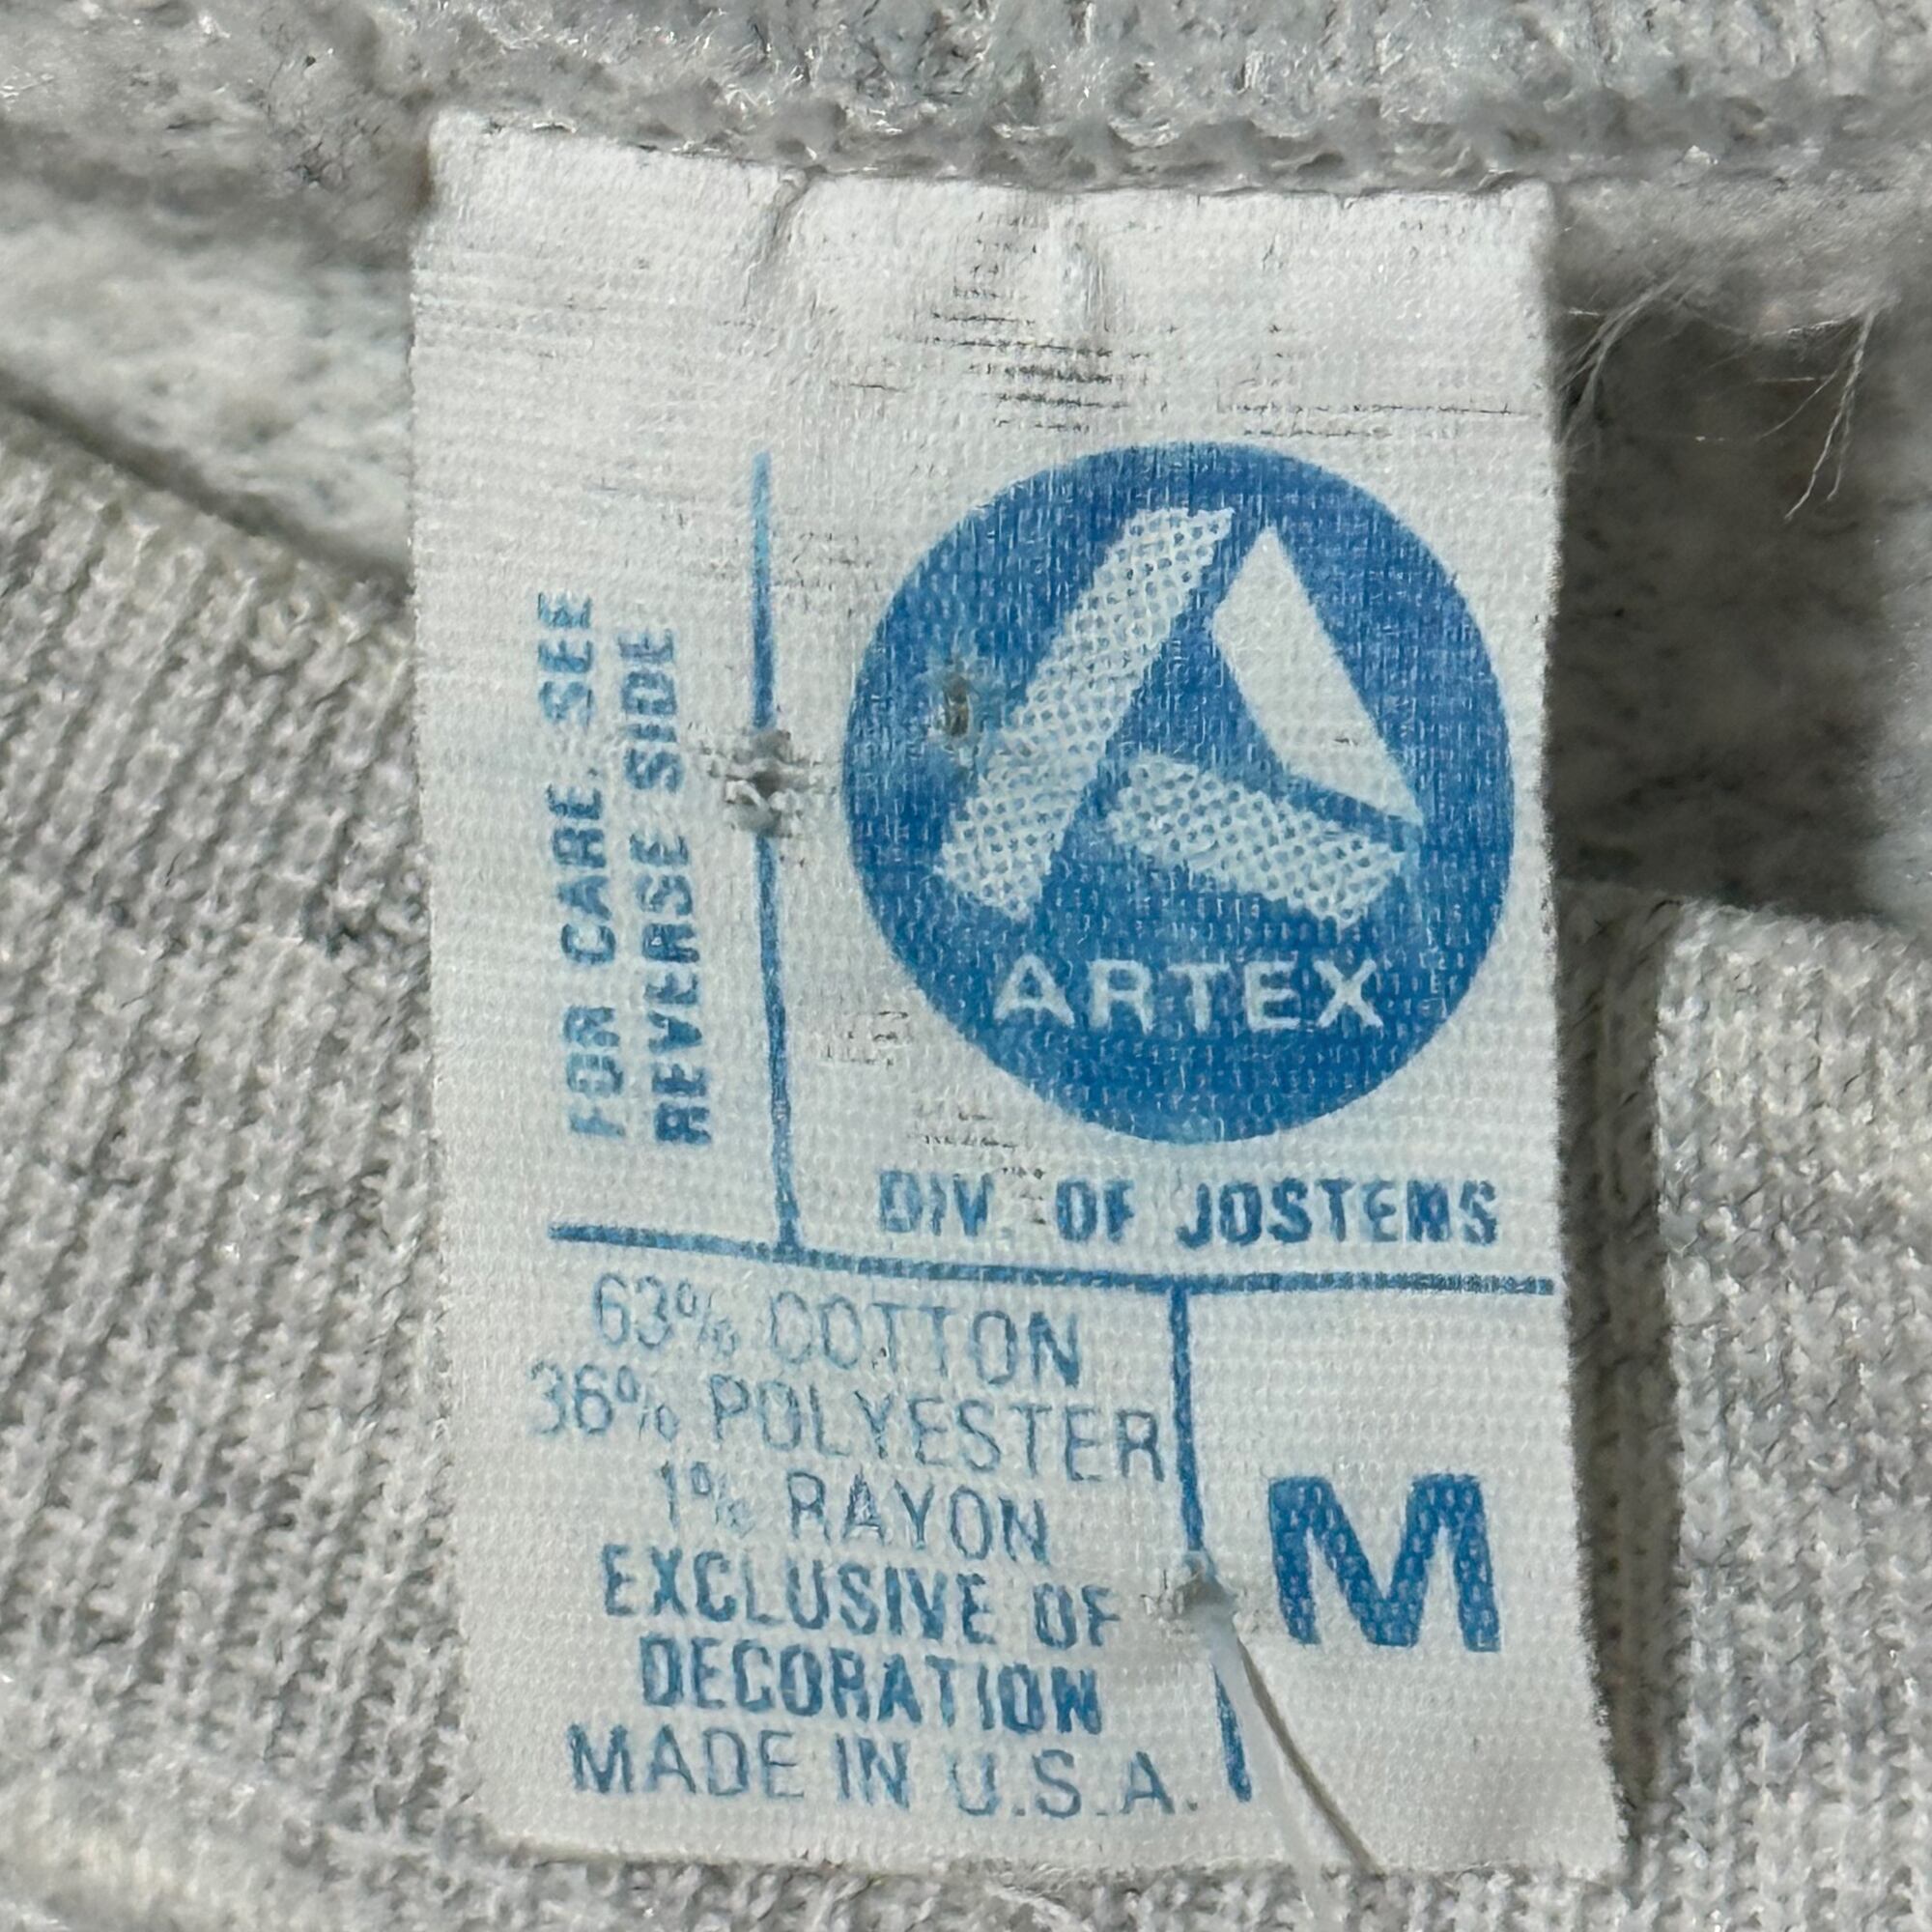 FOR CARE, SEE
REVERSE SIDE
ARTEX
DIV. OF JOSTENS
63% COTTON
36% POLYESTER
1% RAYON
EXCLUSIVE OF
DECORATION
MADE IN U.S.A.
M